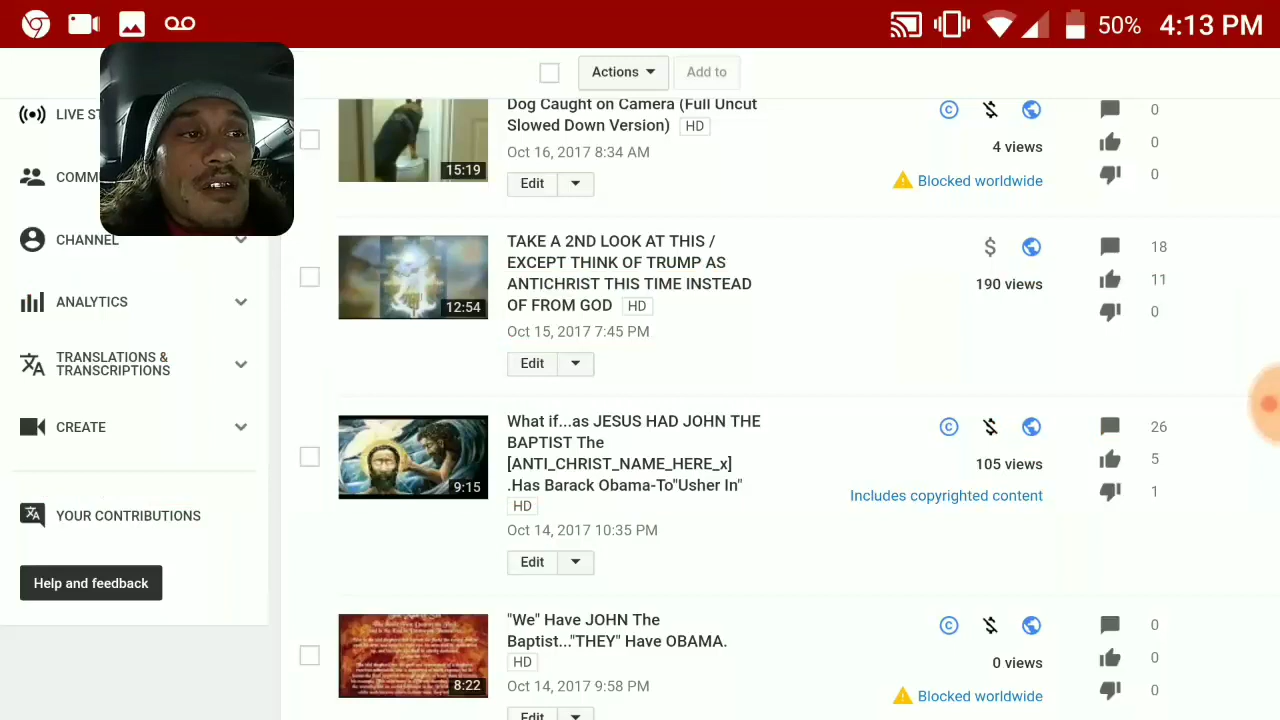 50% 4:13 PM
Actions Add to
LIVE ST
COMM
CHANNEL
ANALYTICS
TRANSLATIONS &
TRANSCRIPTIONS
CREATE
YOUR CONTRIBUTIONS
Help and feedback
Dog Caught on Camera (Full Uncut
Slowed Down Version) HD
Oct 16, 2017 8:34 AM
Edit
15:19
4 views
Blocked worldwide
0
0
0
TAKE A 2ND LOOK AT THIS /
EXCEPT THINK OF TRUMP AS
ANTICHRIST THIS TIME INSTEAD
OF FROM GOD HD
Oct 15, 2017 7:45 PM
Edit
12:54
$
190 views
18
11
0
What if...as JESUS HAD JOHN THE
BAPTIST The
[ANTI_CHRIST_NAME_HERE_x]
.Has Barack Obama-To"Usher In"
HD
Oct 14, 2017 10:35 PM
Edit
9:15
105 views
Includes copyrighted content
26
5
1
"We" Have JOHN The
Baptist..."THEY" Have OBAMA.
HD
Oct 14, 2017 9:58 PM
Edit
8:22
0 views
Blocked worldwide
0
0
0